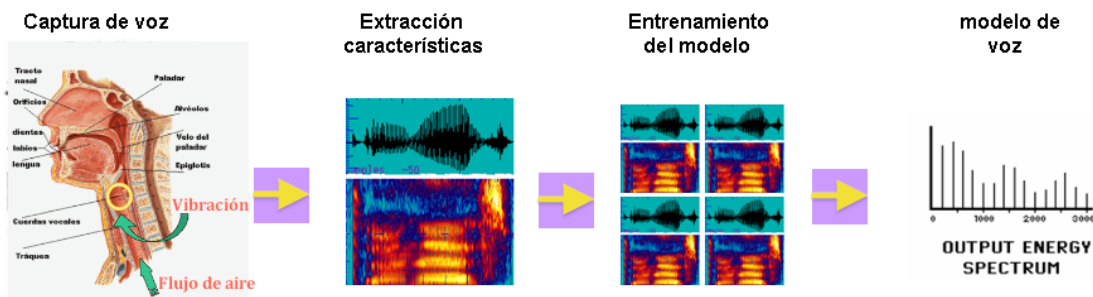 Captura de voz
Extracción
características
Entrenamiento
del modelo
modelo de
voz
Tracto
nasal
Orificios
dientes
labios
lengua
Paladar
Alvéolos
Velo del
paladar
Epiglotis
Vibración
Cuerdas vocales
Tráquea
Flujo de aire
-50
0
1000
2000
3000
OUTPUT ENERGY
SPECTRUM